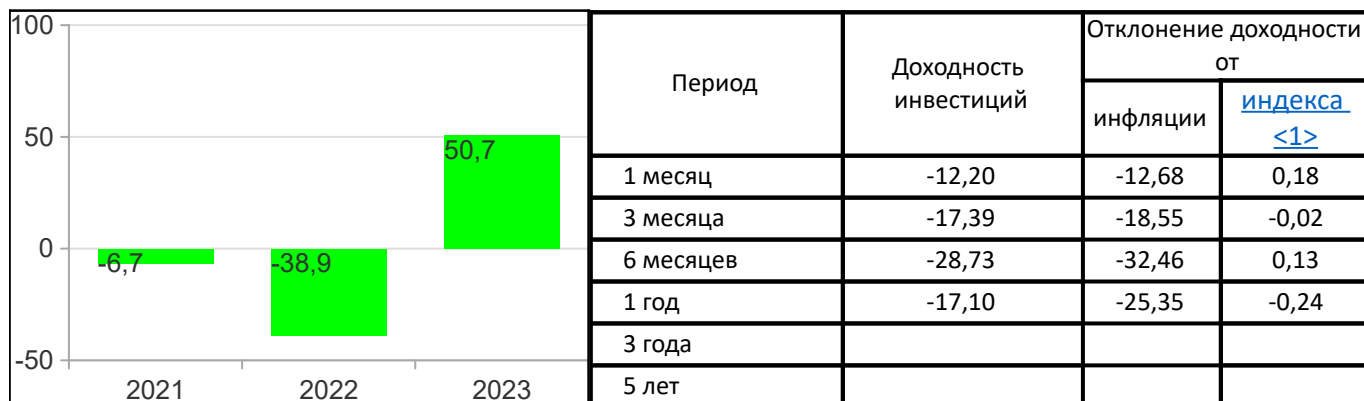 100
50
0
-50
-6,7
-38,9
50,7
2021 2022 2023
Период
Доходность
инвестиций
Отклонение доходности
от
инфляции
индекса
<1>
1 месяц -12,20 -12,68 0,18
3 месяца -17,39 -18,55 -0,02
6 месяцев -28,73 -32,46 0,13
1 год -17,10 -25,35 -0,24
3 года
5 лет